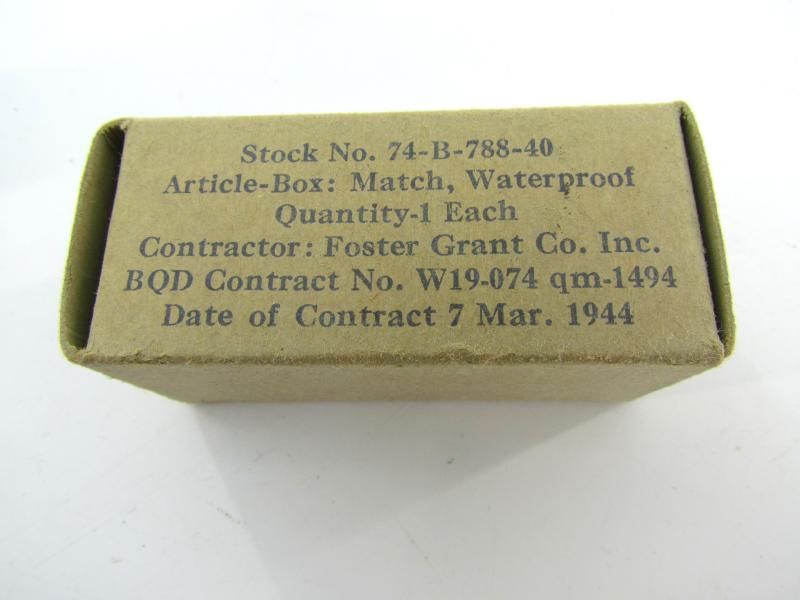 Stock No. 74-B-788-40
Article-Box: Match, Waterproof
Quantity-1 Each
Contractor: Foster Grant Co. Inc.
BQD Contract No. W19-074 qm-1494
Date of Contract 7 Mar. 1944